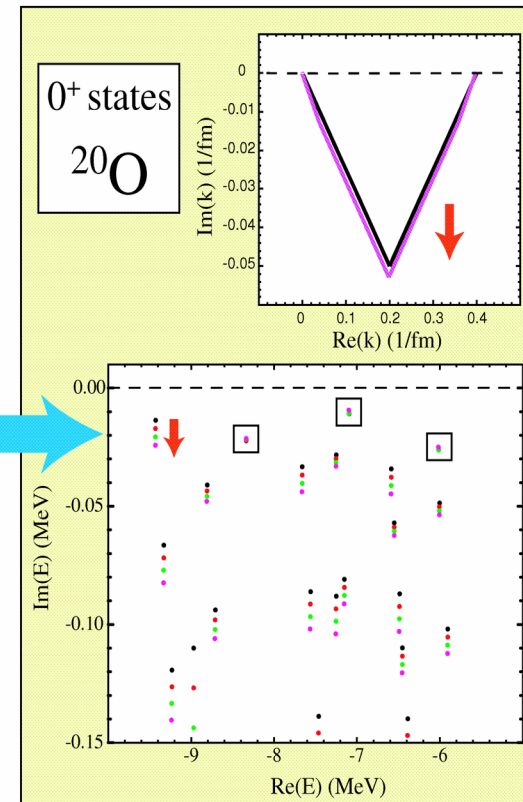 0⁺ states
²⁰O
0
-0.01
-0.02
-0.03
-0.04
-0.05
Im(k) (1/fm)
0 0.1 0.2 0.3 0.4
Re(k) (1/fm)
0.00
-0.05
-0.10
-0.15
Im(E) (MeV)
-9 -8 -7 -6
Re(E) (MeV)